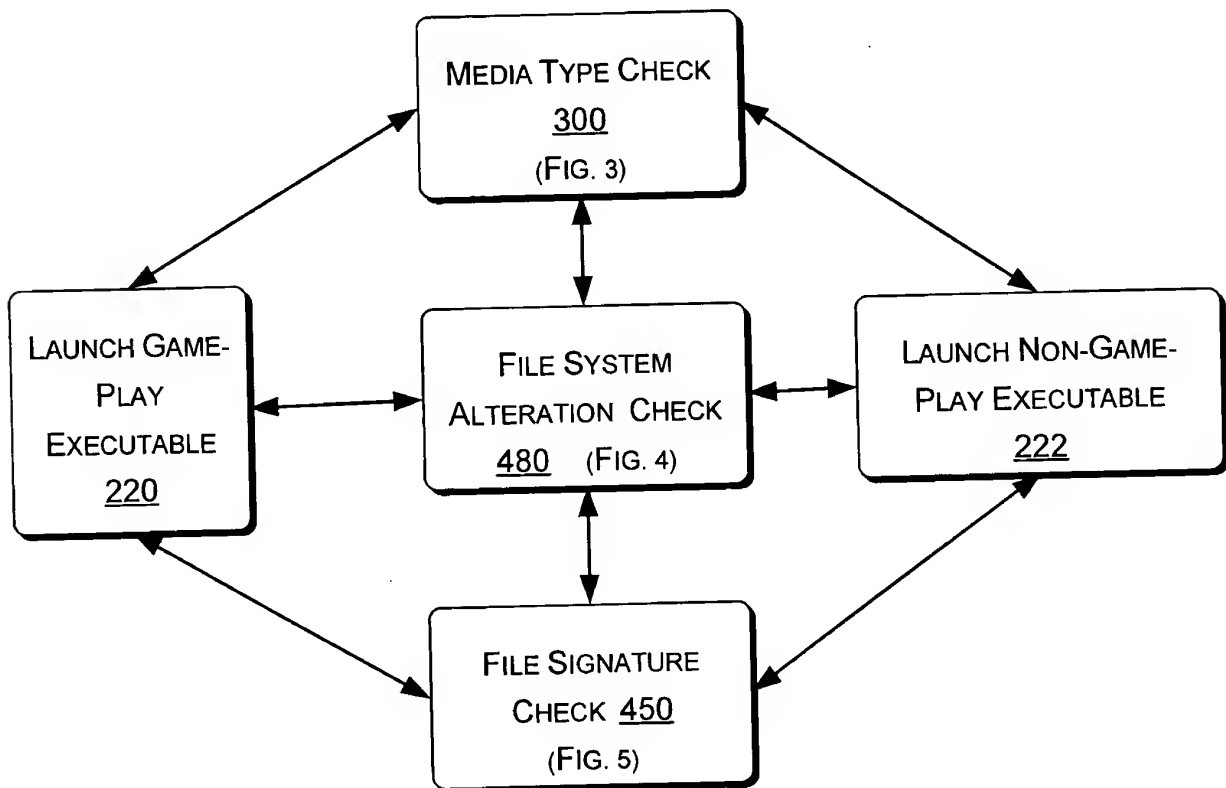 MEDIA TYPE CHECK
300
(FIG. 3)
LAUNCH GAME-
PLAY
EXECUTABLE
220
FILE SYSTEM
ALTERATION CHECK
480 (FIG. 4)
LAUNCH NON-GAME-
PLAY EXECUTABLE
222
FILE SIGNATURE
CHECK 450
(FIG. 5)